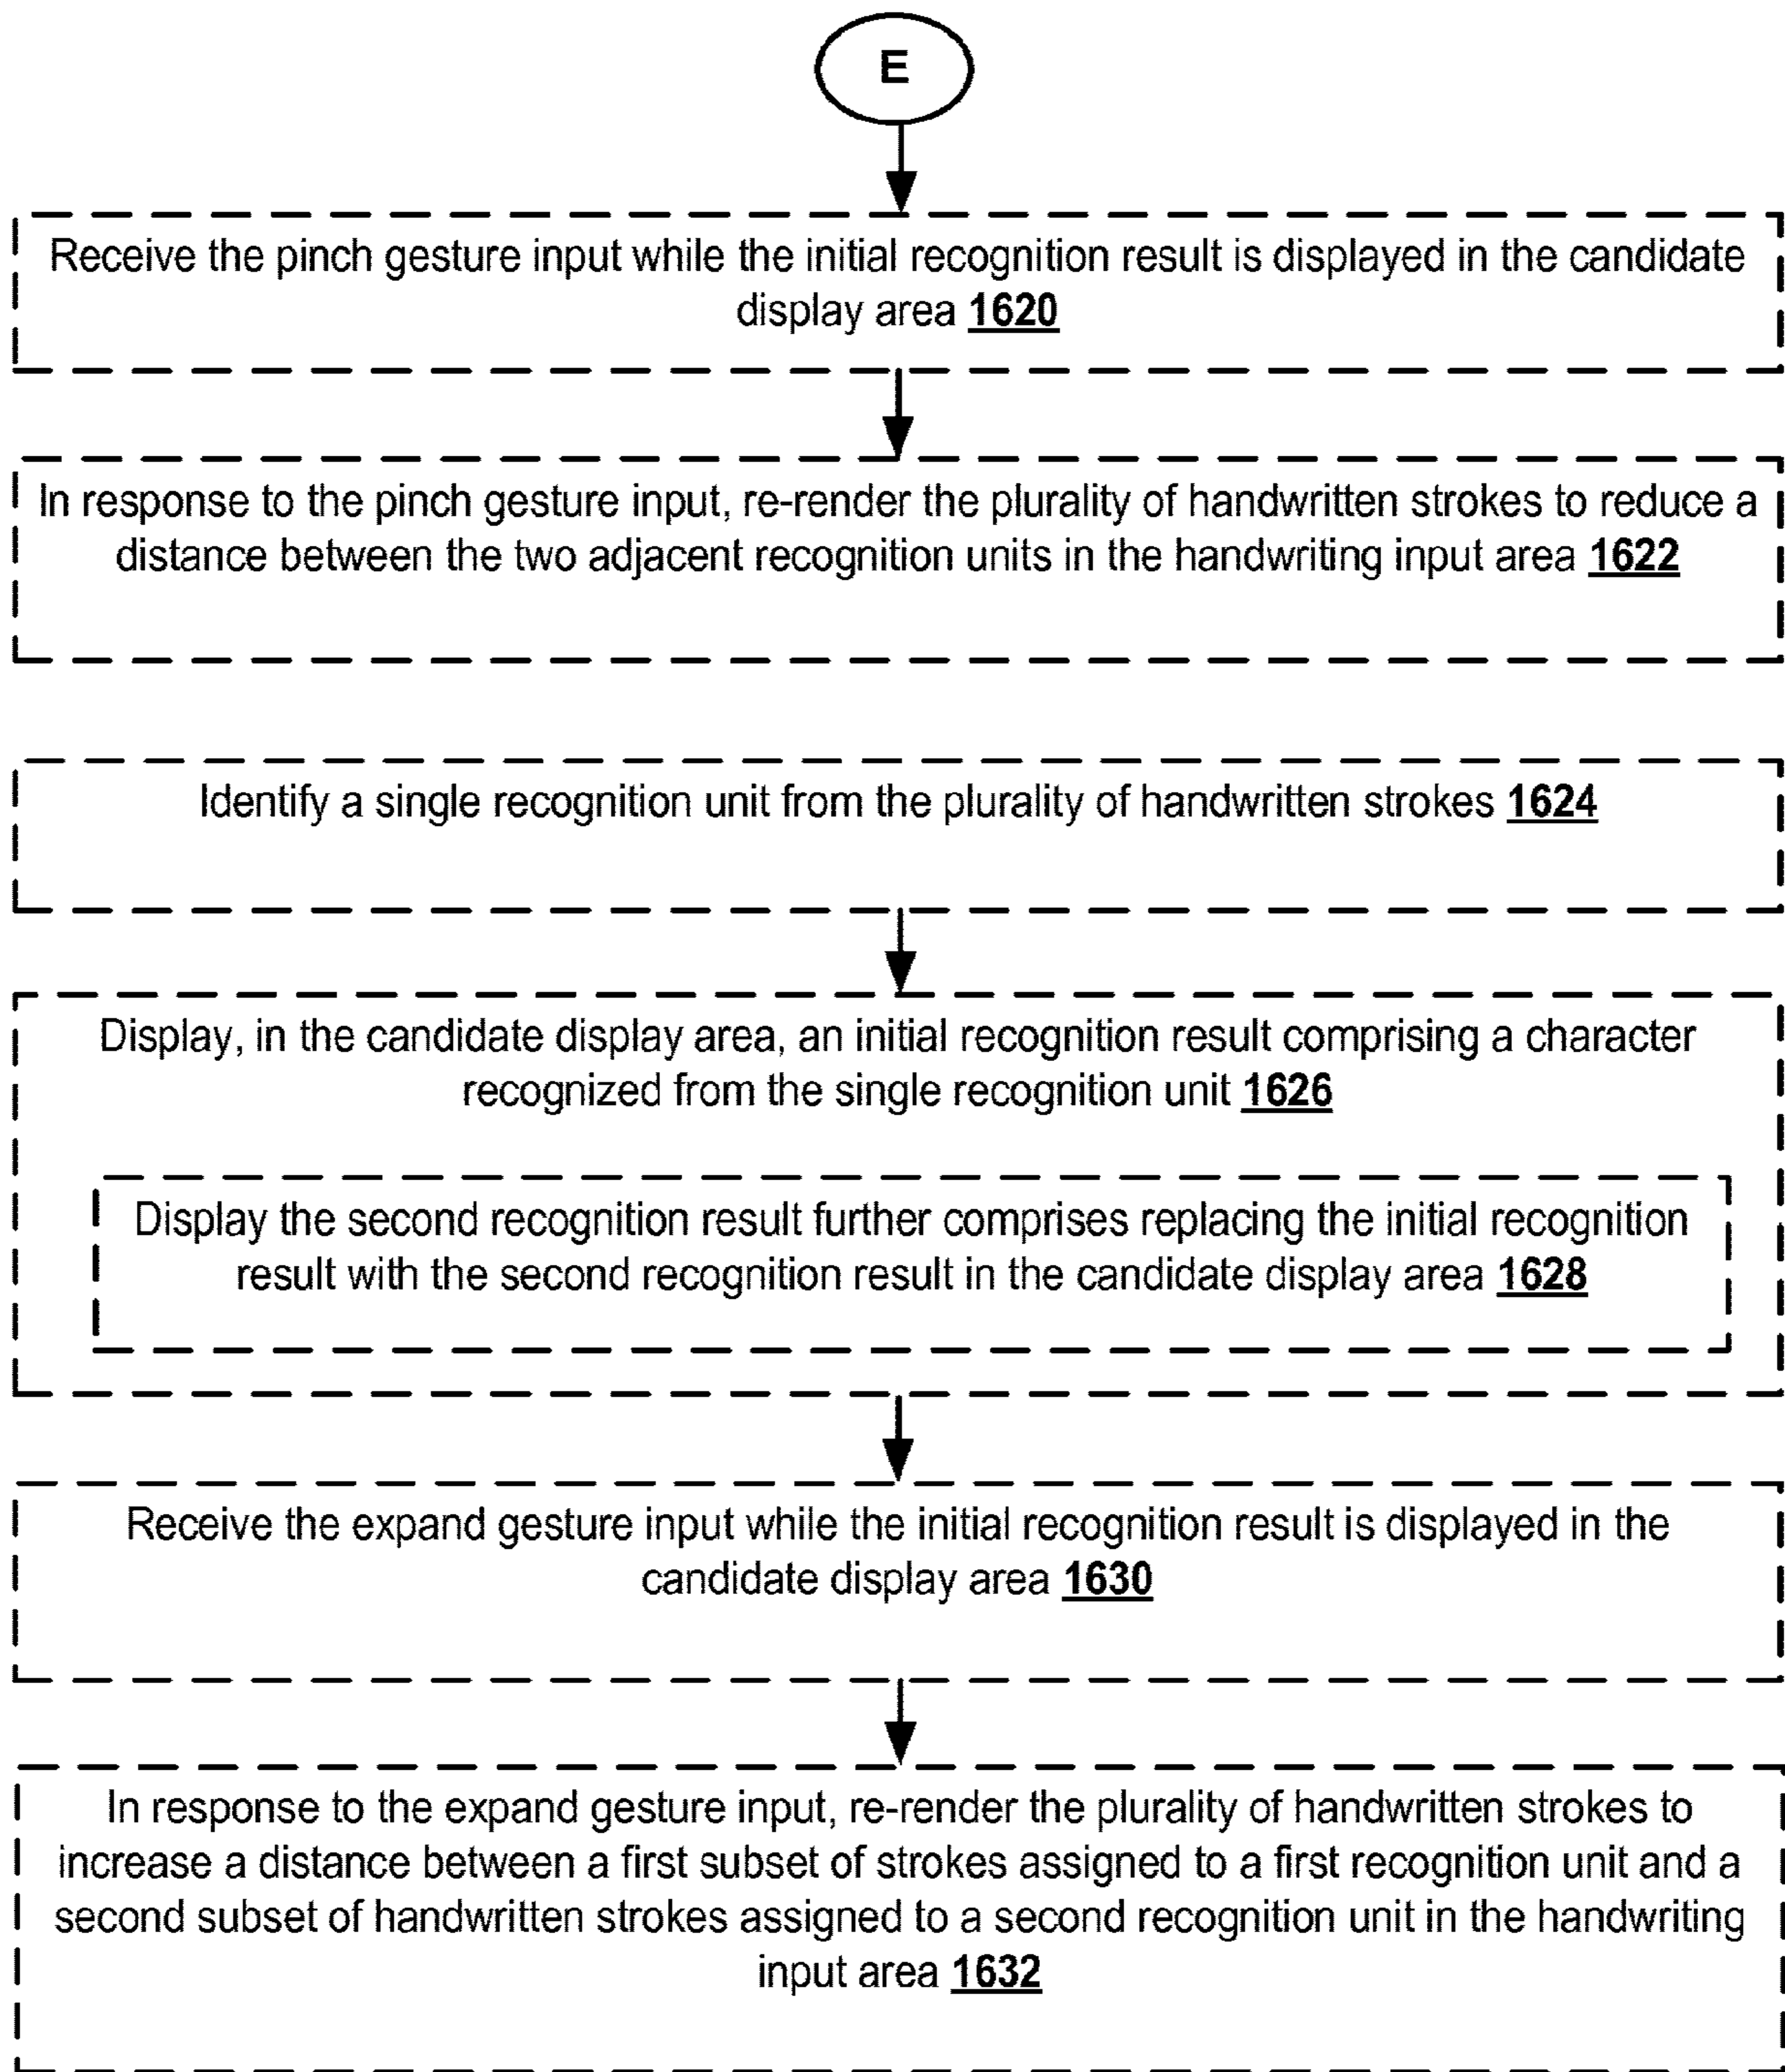 E
Receive the pinch gesture input while the initial recognition result is displayed in the candidate
display area 1620
In response to the pinch gesture input, re-render the plurality of handwritten strokes to reduce a
distance between the two adjacent recognition units in the handwriting input area 1622
Identify a single recognition unit from the plurality of handwritten strokes 1624
Display, in the candidate display area, an initial recognition result comprising a character
recognized from the single recognition unit 1626
Display the second recognition result further comprises replacing the initial recognition
result with the second recognition result in the candidate display area 1628
Receive the expand gesture input while the initial recognition result is displayed in the
candidate display area 1630
In response to the expand gesture input, re-render the plurality of handwritten strokes to
increase a distance between a first subset of strokes assigned to a first recognition unit and a
second subset of handwritten strokes assigned to a second recognition unit in the handwriting
input area 1632